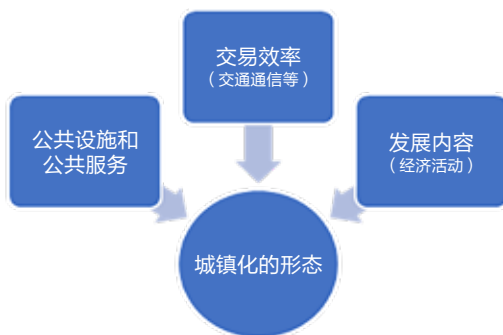 交易效率
（交通通信等）
公共设施和
公共服务
发展内容
（经济活动）
城镇化的形态